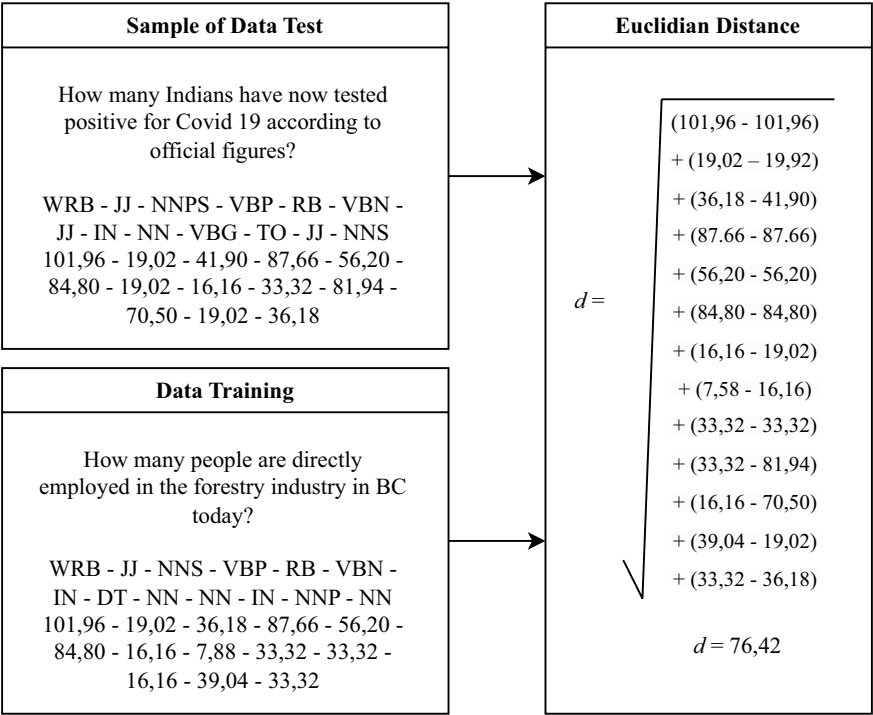 Sample of Data Test
How many Indians have now tested
positive for Covid 19 according to
official figures?
WRB - JJ - NNPS - VBP - RB - VBN -
JJ - IN - NN - VBG - TO - JJ - NNS
101,96 - 19,02 - 41,90 - 87,66 - 56,20 -
84,80 - 19,02 - 16,16 - 33,32 - 81,94 -
70,50 - 19,02 - 36,18
Data Training
How many people are directly
employed in the forestry industry in BC
today?
WRB - JJ - NNS - VBP - RB - VBN -
IN - DT - NN - NN - IN - NNP - NN
101,96 - 19,02 - 36,18 - 87,66 - 56,20 -
84,80 - 16,16 - 7,88 - 33,32 - 33,32 -
16,16 - 39,04 - 33,32
Euclidian Distance
d =
(101,96 - 101,96)
+ (19,02 – 19,92)
+ (36,18 - 41,90)
+ (87.66 - 87.66)
+ (56,20 - 56,20)
+ (84,80 - 84,80)
+ (16,16 - 19,02)
+ (7,58 - 16,16)
+ (33,32 - 33,32)
+ (33,32 - 81,94)
+ (16,16 - 70,50)
+ (39,04 - 19,02)
+ (33,32 - 36,18)
d = 76,42